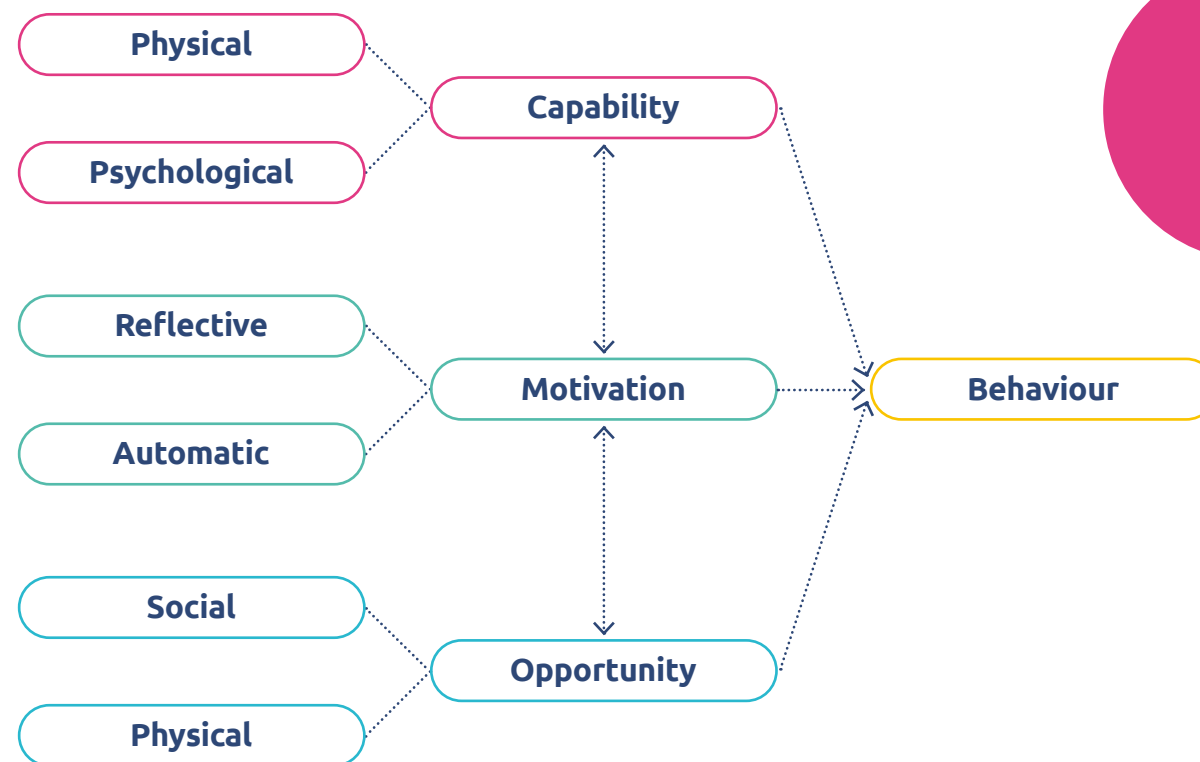 Physical
Capability
Psychological
Reflective
Motivation
Behaviour
Automatic
Social
Opportunity
Physical